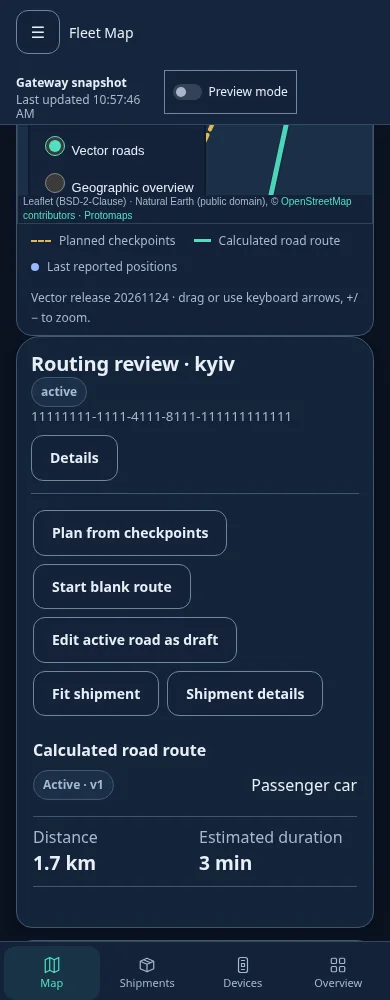 ☰ Fleet Map
Gateway snapshot
Last updated 10:57:46
AM
Preview mode
Vector roads
Geographic overview
Leaflet (BSD-2-Clause) · Natural Earth (public domain), © OpenStreetMap
contributors · Protomaps
Planned checkpoints
Calculated road route
Last reported positions
Vector release 20261124 · drag or use keyboard arrows, +/
− to zoom.
Routing review · kyiv
active
11111111-1111-4111-8111-111111111111
Details
Plan from checkpoints
Start blank route
Edit active road as draft
Fit shipment
Shipment details
Calculated road route
Active · v1
Passenger car
Distance
Estimated duration
1.7 km
3 min
Map
Shipments
Devices
Overview